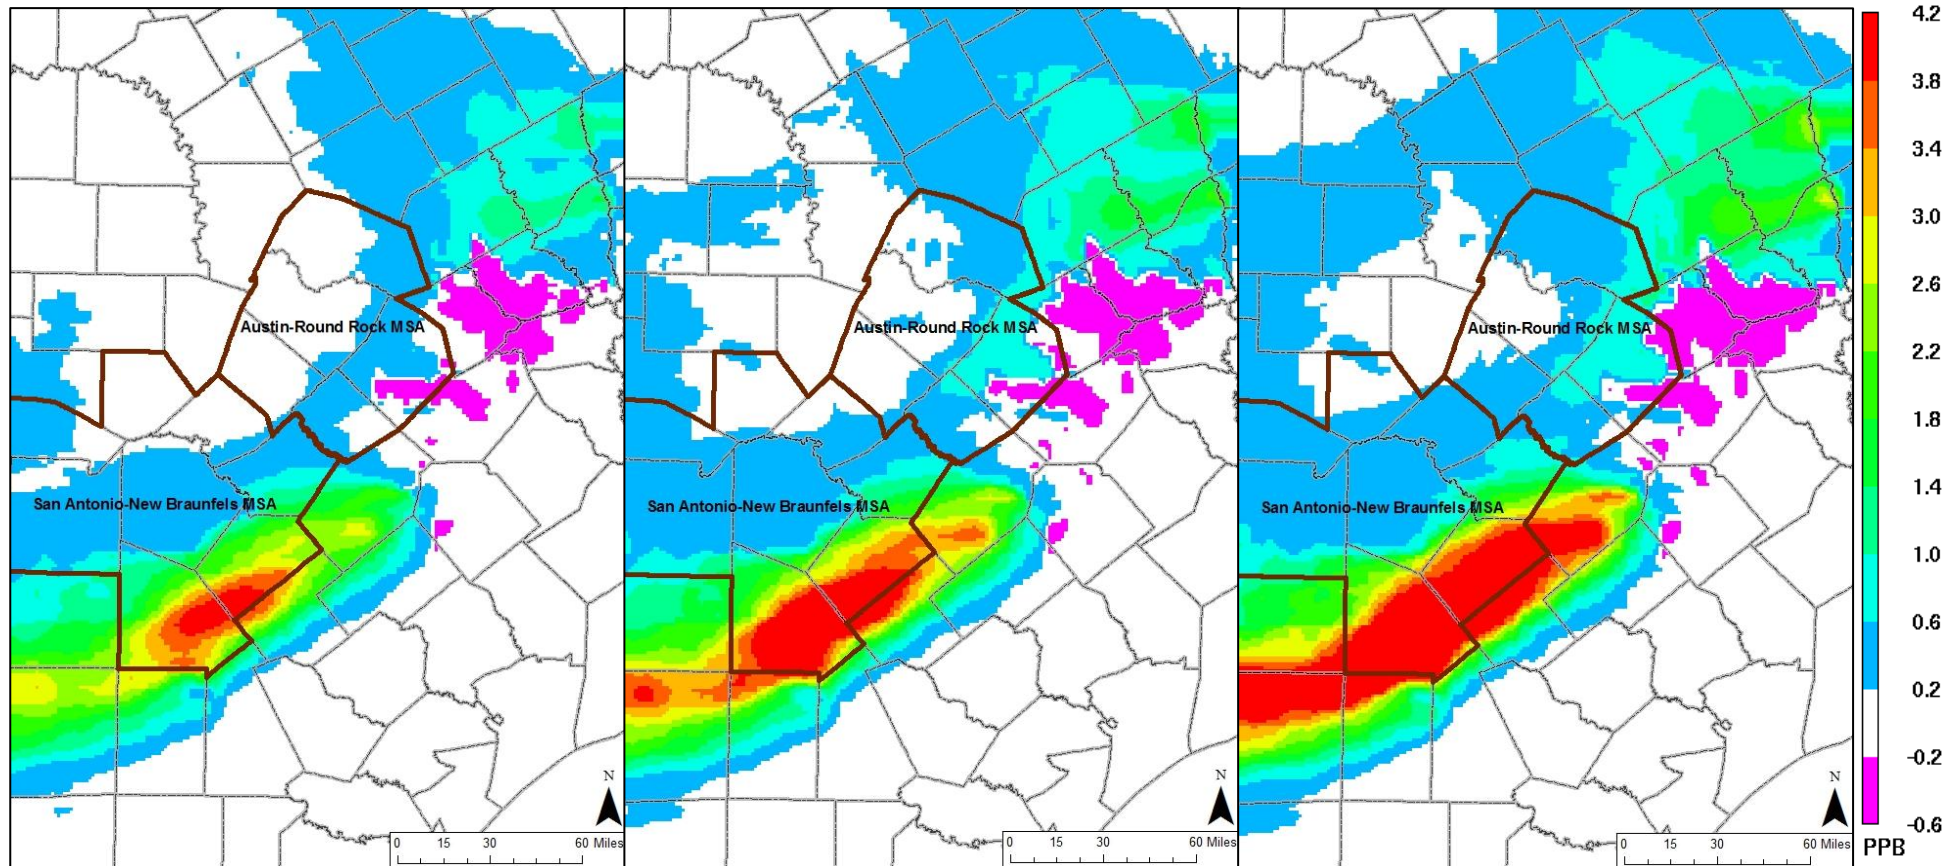 Austin-Round Rock MSA
San Antonio-New Braunfels MSA
N
0 15 30 60 Miles
Austin-Round Rock MSA
San Antonio-New Braunfels MSA
N
0 15 30 60 Miles
Austin-Round Rock MSA
San Antonio-New Braunfels MSA
N
0 15 30 60 Miles
4.2
3.8
3.4
3.0
2.6
2.2
1.8
1.4
1.0
0.6
0.2
-0.2
-0.6
PPB